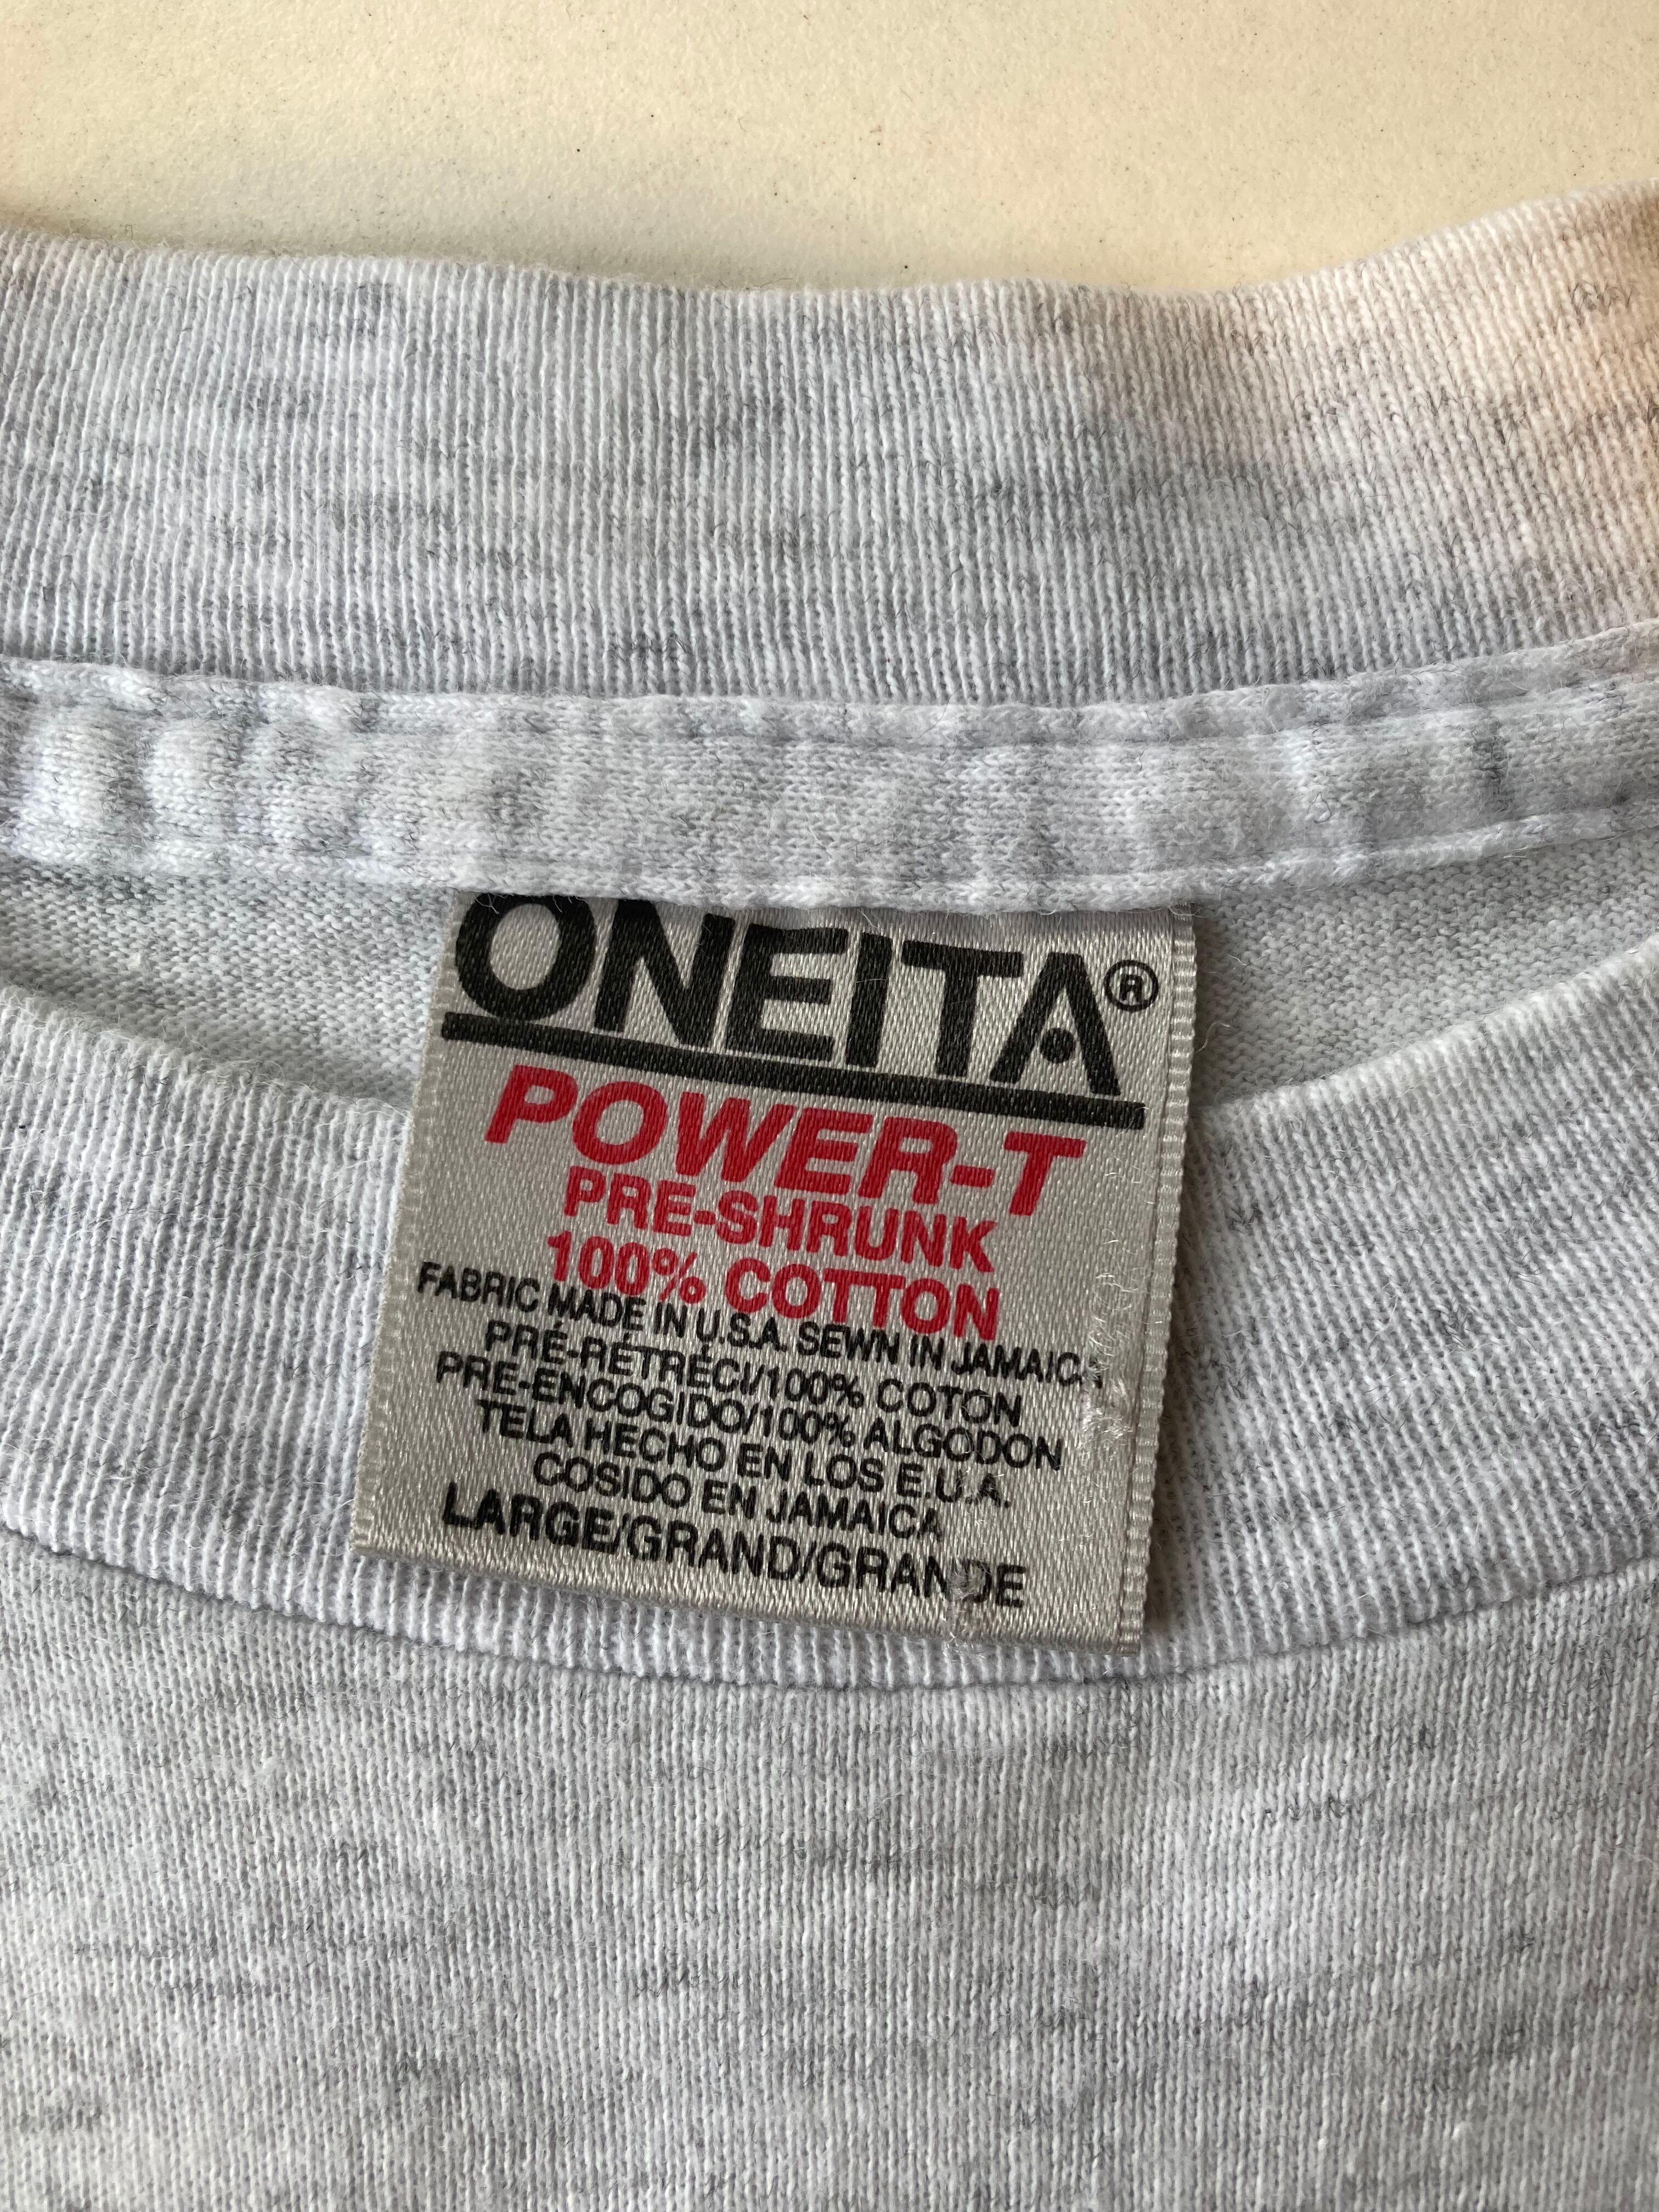 ONEITA®
POWER-T
PRE-SHRUNK
100% COTTON
FABRIC MADE IN U.S.A. SEWN IN JAMAICA
PRÉ-RÉTRÉCI/100% COTON
PRE-ENCOGIDO/100% ALGODON
TELA HECHO EN LOS E.U.A.
COSIDO EN JAMAICA
LARGE/GRAND/GRANDE